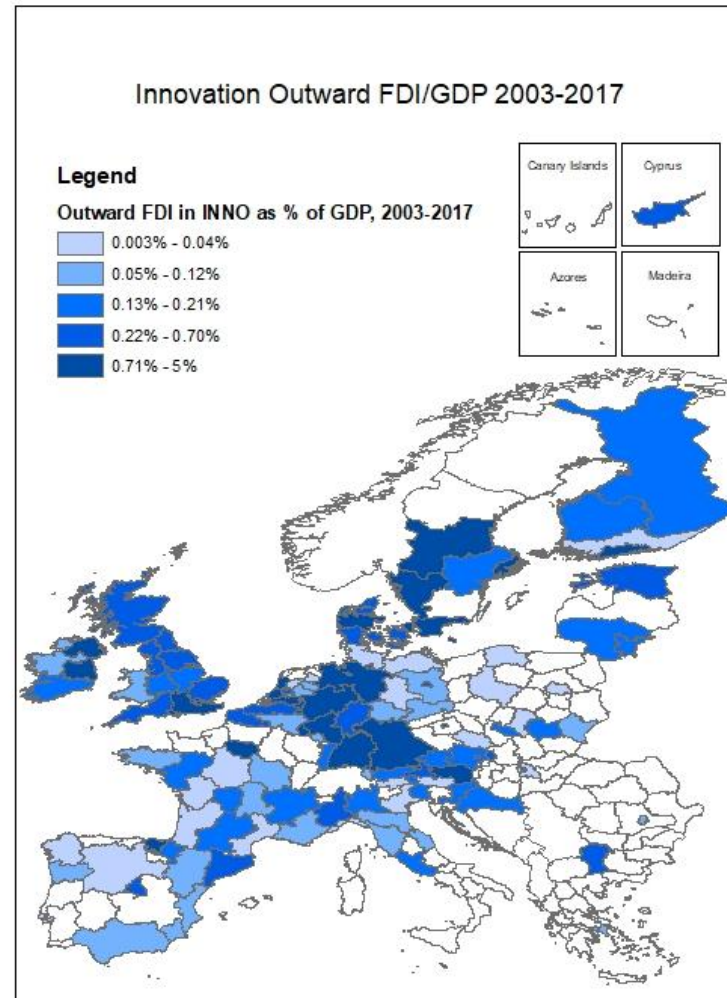 Innovation Outward FDI/GDP 2003-2017
Legend
Outward FDI in INNO as % of GDP, 2003-2017
0.003% - 0.04%
0.05% - 0.12%
0.13% - 0.21%
0.22% - 0.70%
0.71% - 5%
Canary Islands
Cyprus
Azores
Madeira